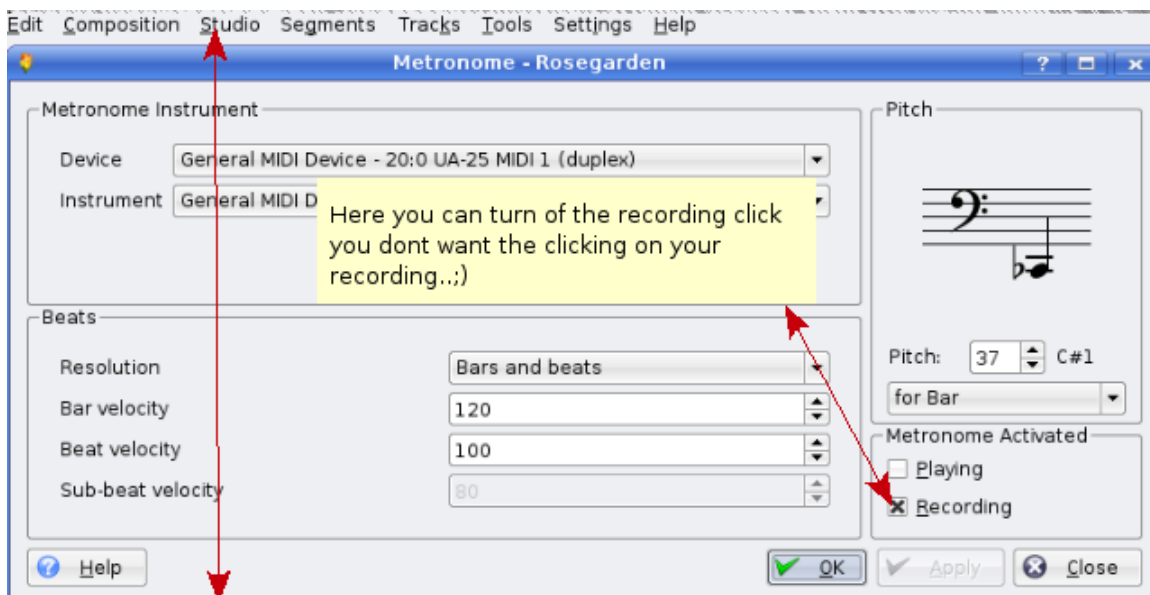 Edit Composition Studio Segments Tracks Tools Settings Help
Metronome - Rosegarden
Metronome Instrument
Device General MIDI Device - 20:0 UA-25 MIDI 1 (duplex)
Instrument General MIDI D
Here you can turn of the recording click
you dont want the clicking on your
recording..;)
Beats
Resolution Bars and beats
Bar velocity 120
Beat velocity 100
Sub-beat velocity 80
Pitch
Pitch: 37 C#1
for Bar
Metronome Activated
Playing
Recording
Help OK Apply Close